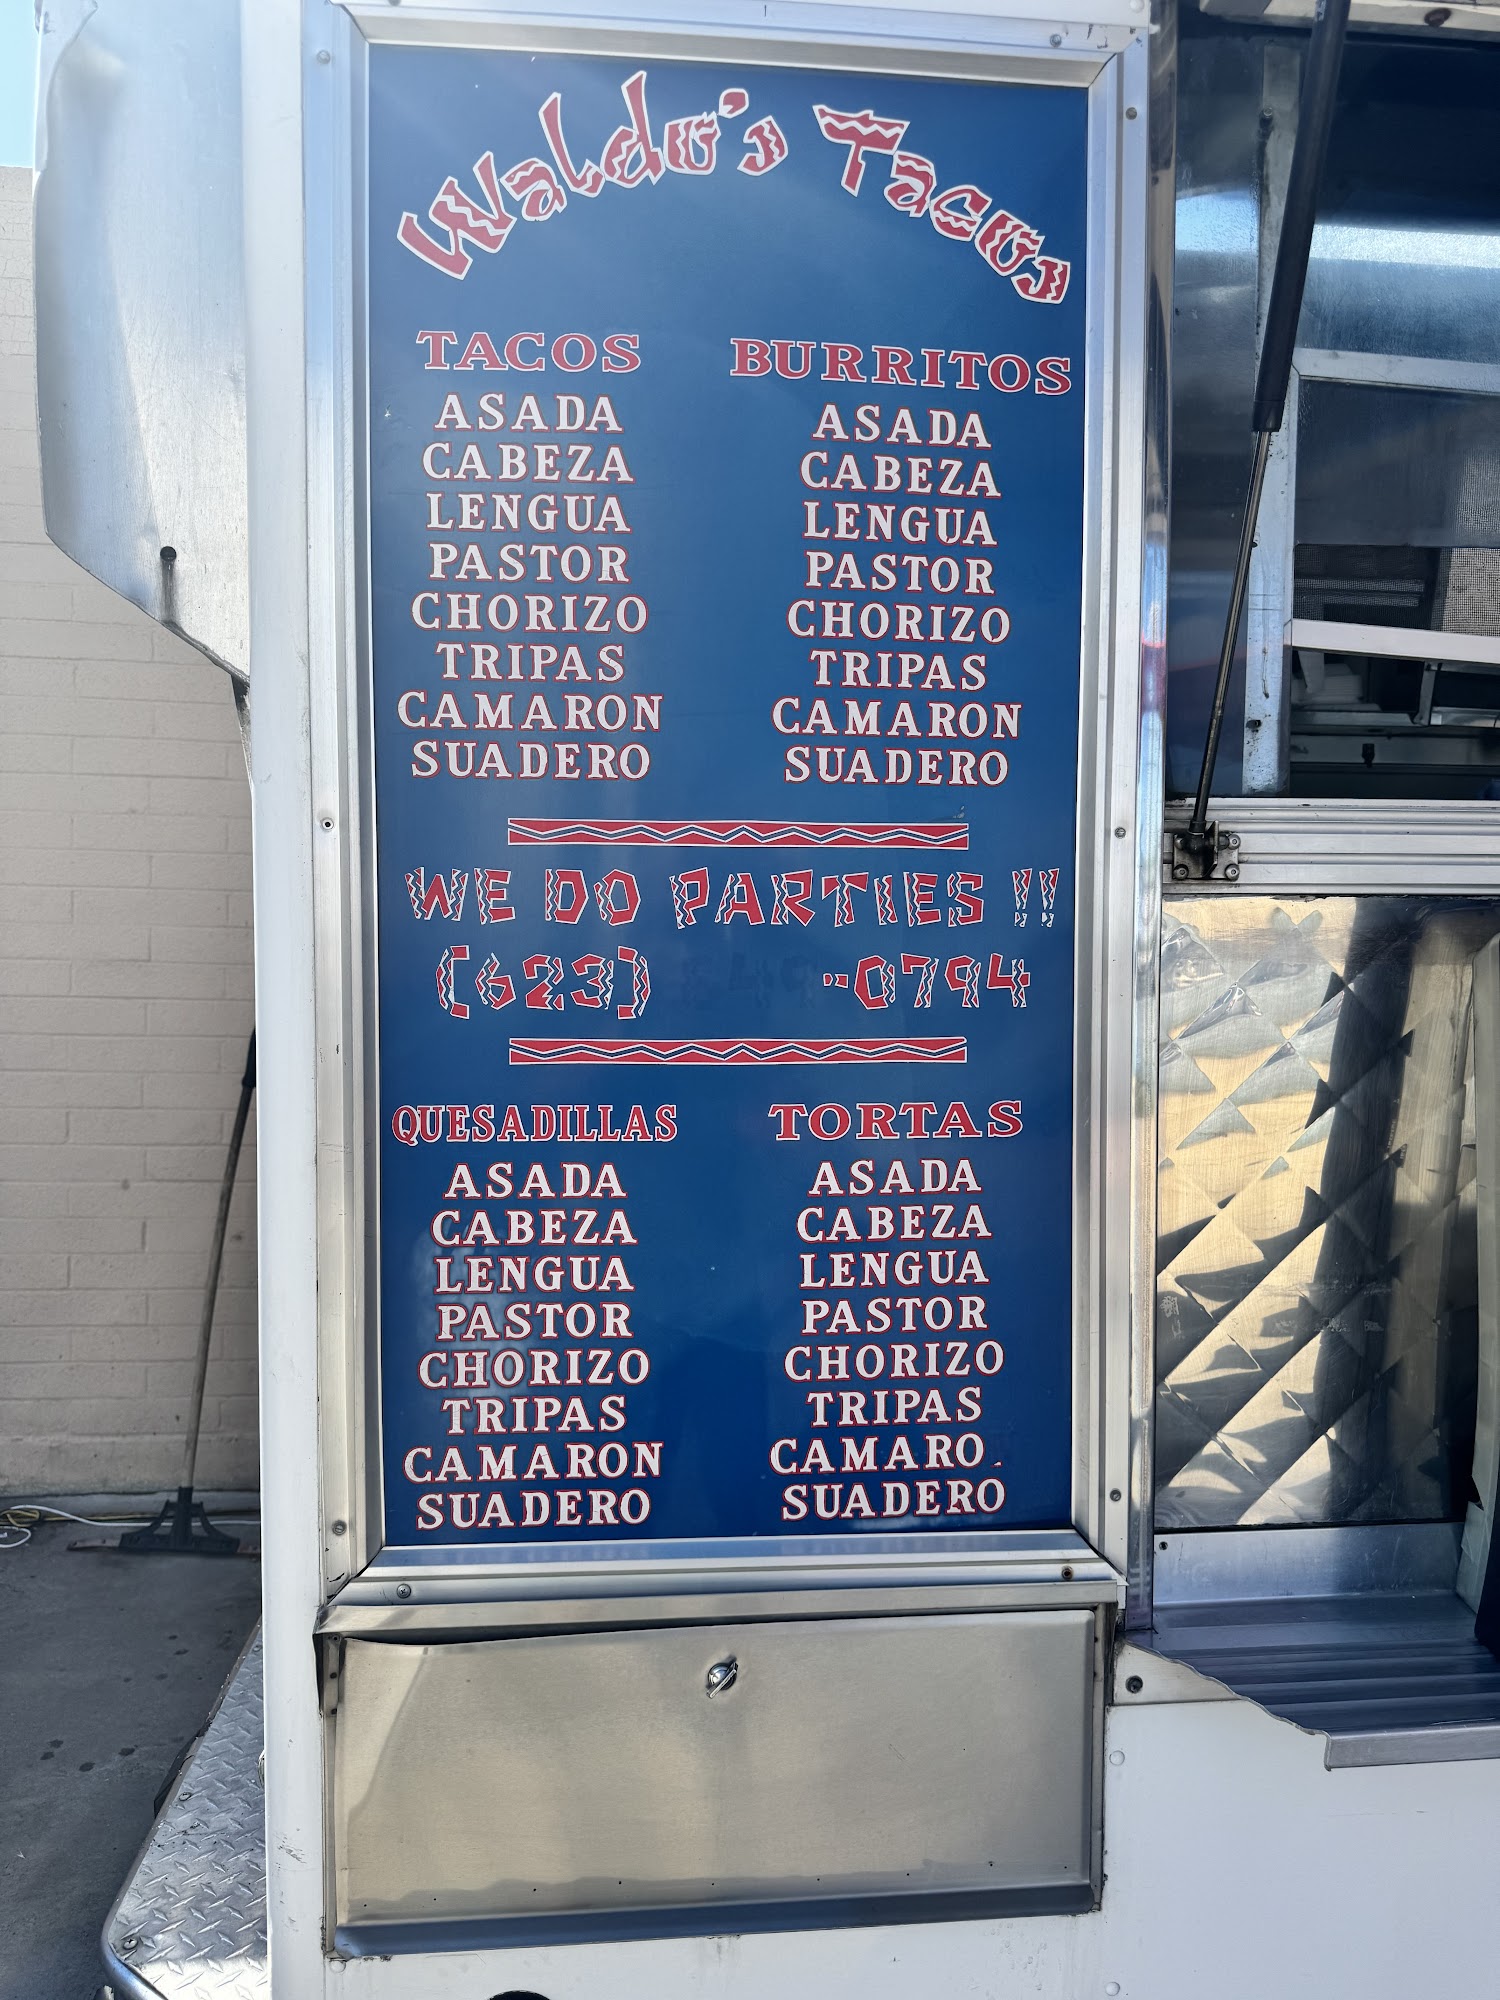 Waldo's Tacos
TACOS
ASADA
CABEZA
LENGUA
PASTOR
CHORIZO
TRIPAS
CAMARON
SUADERO
BURRITOS
ASADA
CABEZA
LENGUA
PASTOR
CHORIZO
TRIPAS
CAMARON
SUADERO
WE DO PARTIES !!
(623) -0794
QUESADILLAS
ASADA
CABEZA
LENGUA
PASTOR
CHORIZO
TRIPAS
CAMARON
SUADERO
TORTAS
ASADA
CABEZA
LENGUA
PASTOR
CHORIZO
TRIPAS
CAMARO
SUADERO